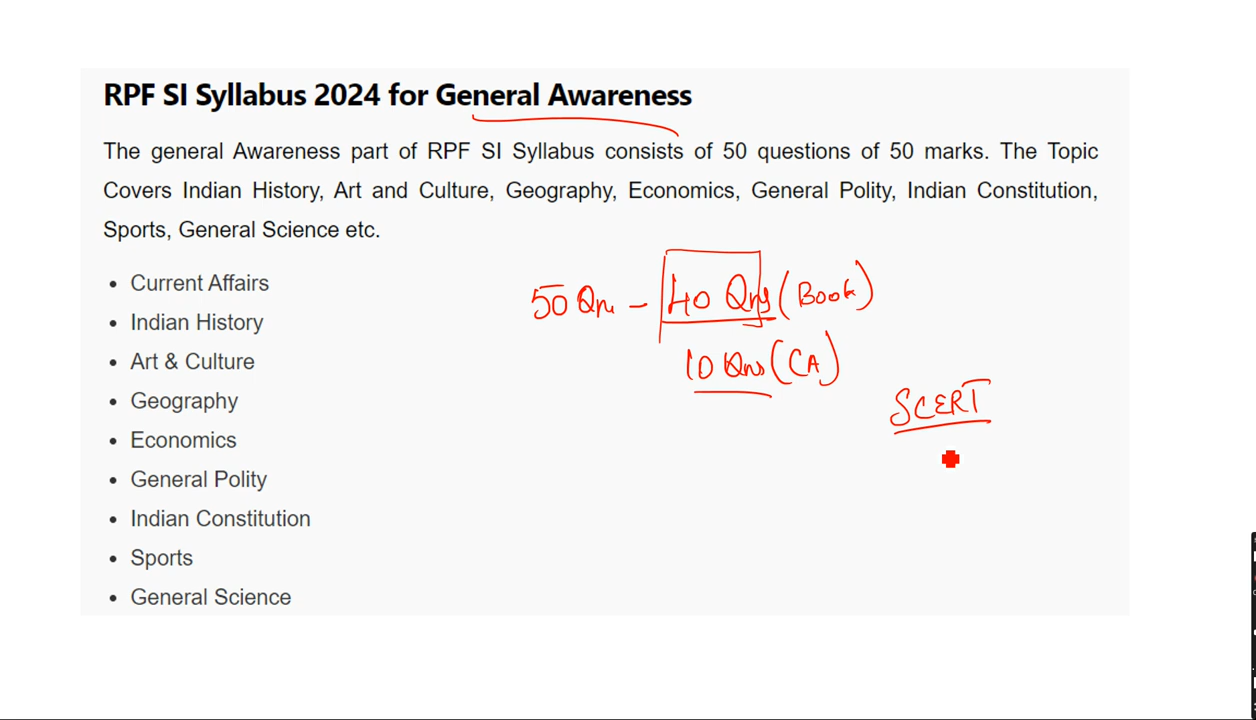 RPF SI Syllabus 2024 for General Awareness
The general Awareness part of RPF SI Syllabus consists of 50 questions of 50 marks. The Topic
Covers Indian History, Art and Culture, Geography, Economics, General Polity, Indian Constitution,
Sports, General Science etc.
• Current Affairs
• Indian History
• Art & Culture
• Geography
• Economics
• General Polity
• Indian Constitution
• Sports
• General Science
50 Qn - 40 Qns (Book)
10 Qns (CA)
SCERT